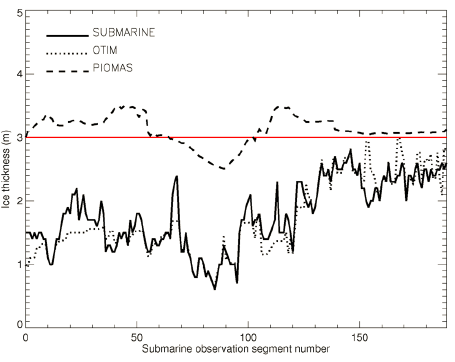 5
SUBMARINE
OTIM
PIOMAS
4
3
2
1
0
Ice thickness (m)
0 50 100 150
Submarine observation segment number